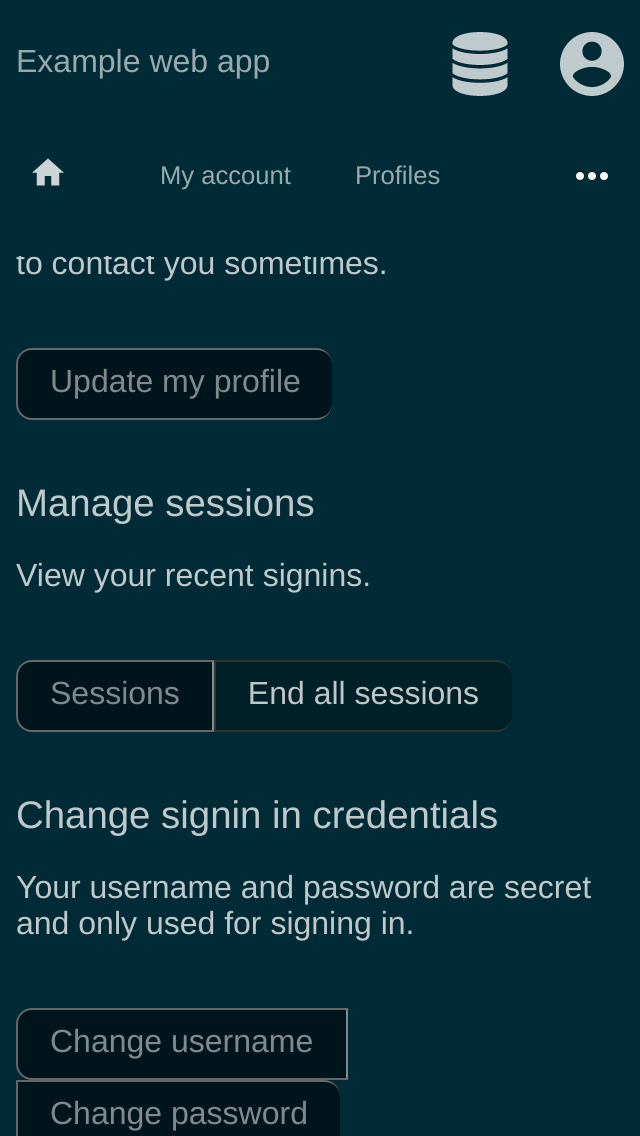 Example web app
My account Profiles
to contact you sometimes.
Update my profile
Manage sessions
View your recent signins.
Sessions End all sessions
Change signin in credentials
Your username and password are secret
and only used for signing in.
Change username
Change password